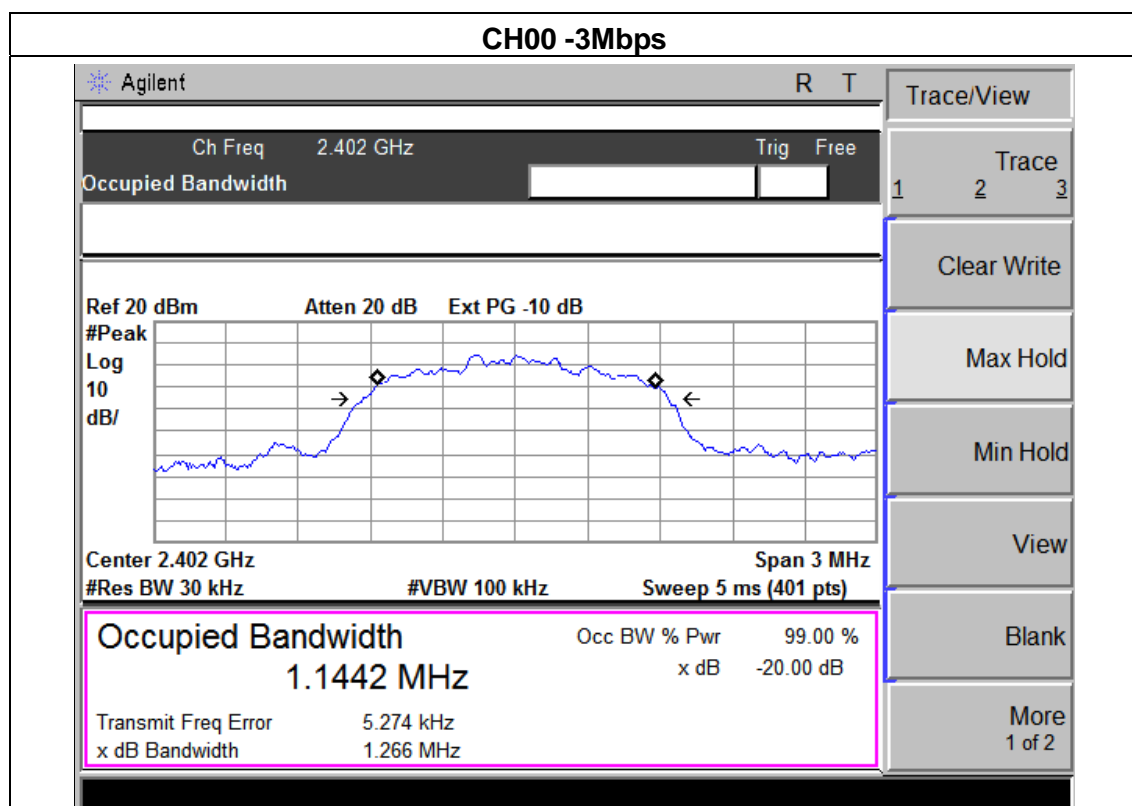 CH00 -3Mbps
Agilent R T
Ch Freq 2.402 GHz Trig Free
Occupied Bandwidth
Ref 20 dBm Atten 20 dB Ext PG -10 dB
#Peak
Log
10
dB/
Center 2.402 GHz Span 3 MHz
#Res BW 30 kHz #VBW 100 kHz Sweep 5 ms (401 pts)
Occupied Bandwidth Occ BW % Pwr 99.00 %
1.1442 MHz x dB -20.00 dB
Transmit Freq Error 5.274 kHz
x dB Bandwidth 1.266 MHz
Trace/View
Trace
1 2 3
Clear Write
Max Hold
Min Hold
View
Blank
More
1 of 2